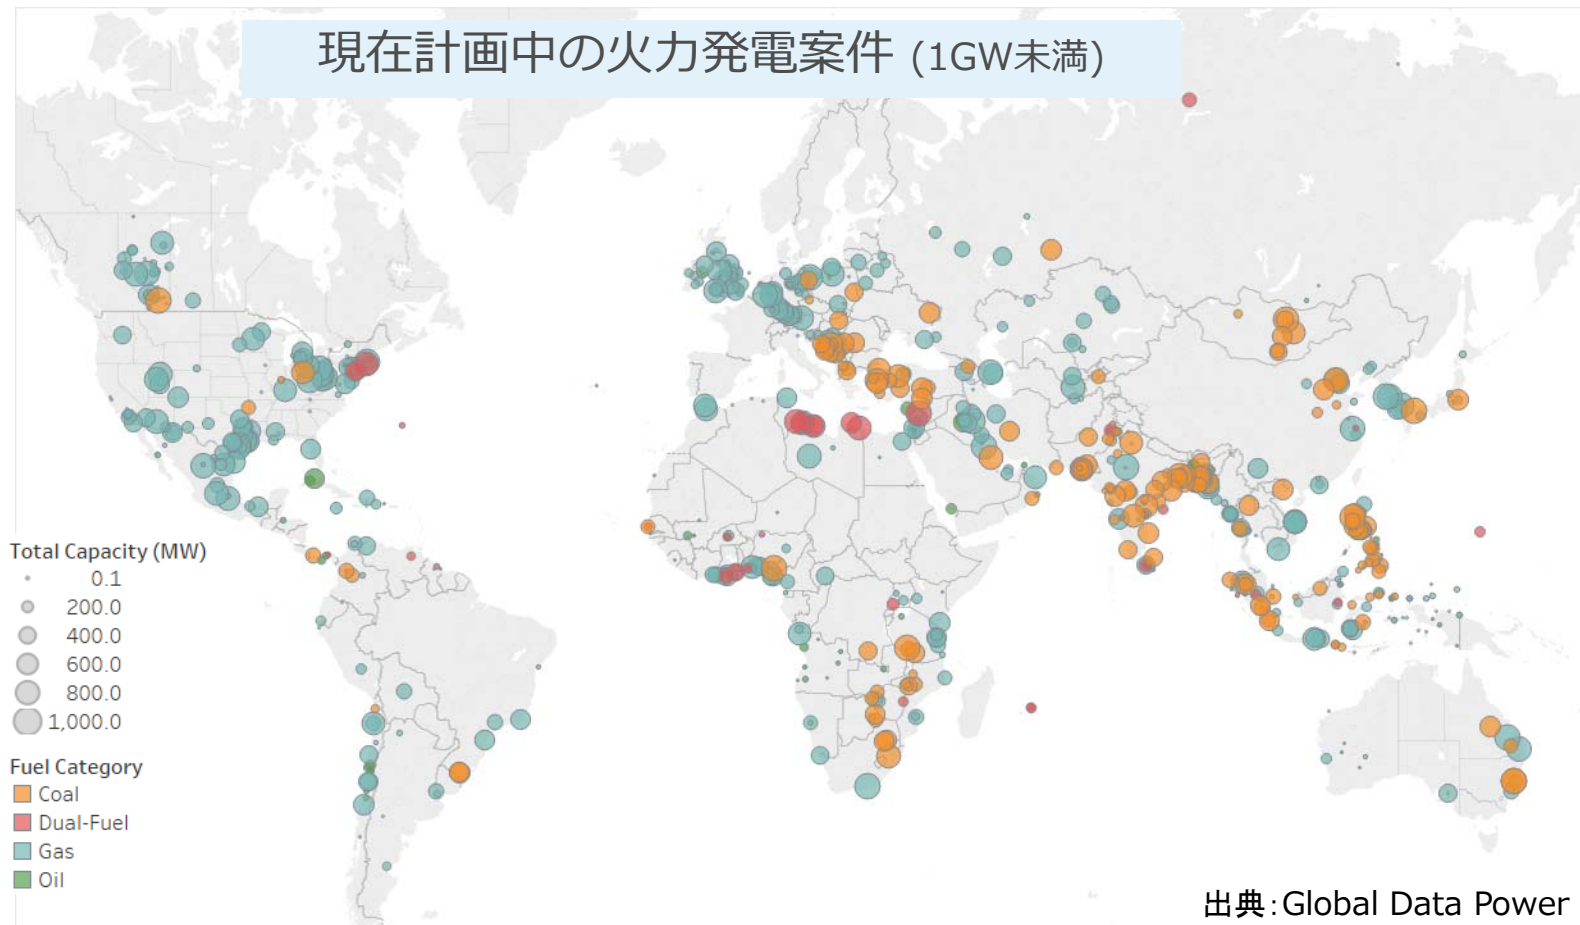 現在計画中の火力発電案件 (1GW未満)
Total Capacity (MW)
0.1
200.0
400.0
600.0
800.0
1,000.0
Fuel Category
Coal
Dual-Fuel
Gas
Oil
出典:Global Data Power